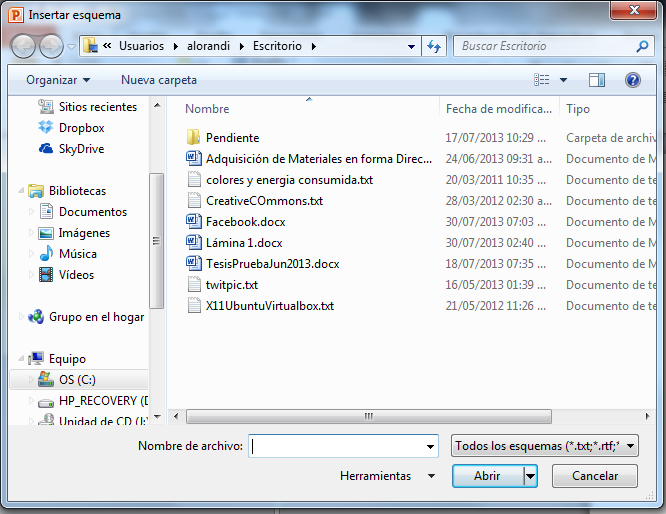 Insertar esquema
« Usuarios ▸ alorandi ▸ Escritorio ▸
Buscar Escritorio
Organizar Nueva carpeta
Sitios recientes
Dropbox
SkyDrive
Bibliotecas
Documentos
Imágenes
Música
Vídeos
Grupo en el hogar
Equipo
OS (C:)
HP_RECOVERY (D
Unidad de CD (J:
Nombre Fecha de modifica... Tipo
Pendiente 17/07/2013 10:29 ... Carpeta de archiv
Adquisición de Materiales en forma Direc... 24/06/2013 09:31 a... Documento de M
colores y energia consumida.txt 20/03/2011 10:35 ... Documento de te
CreativeCOmmons.txt 28/03/2012 02:30 a... Documento de te
Facebook.docx 30/07/2013 07:03 ... Documento de M
Lámina 1.docx 30/07/2013 02:40 ... Documento de M
TesisPruebaJun2013.docx 18/07/2013 07:35 ... Documento de M
twitpic.txt 16/05/2013 01:39 ... Documento de te
X11UbuntuVirtualbox.txt 21/05/2012 11:26 ... Documento de te
Nombre de archivo: Todos los esquemas (*.txt;*.rtf;*
Herramientas Abrir Cancelar